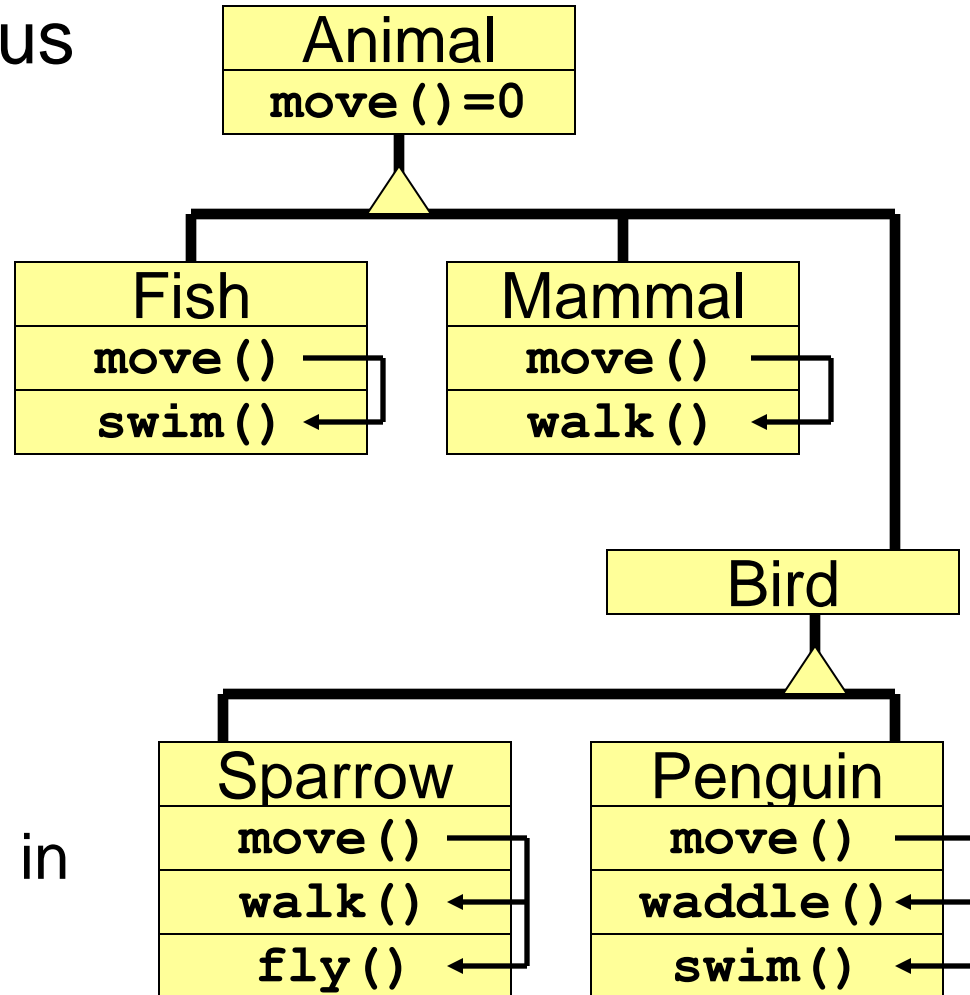 us
Animal
move()=0
Fish
move()
swim()
Mammal
move()
walk()
Bird
Sparrow
move()
walk()
fly()
Penguin
move()
waddle()
swim()
in